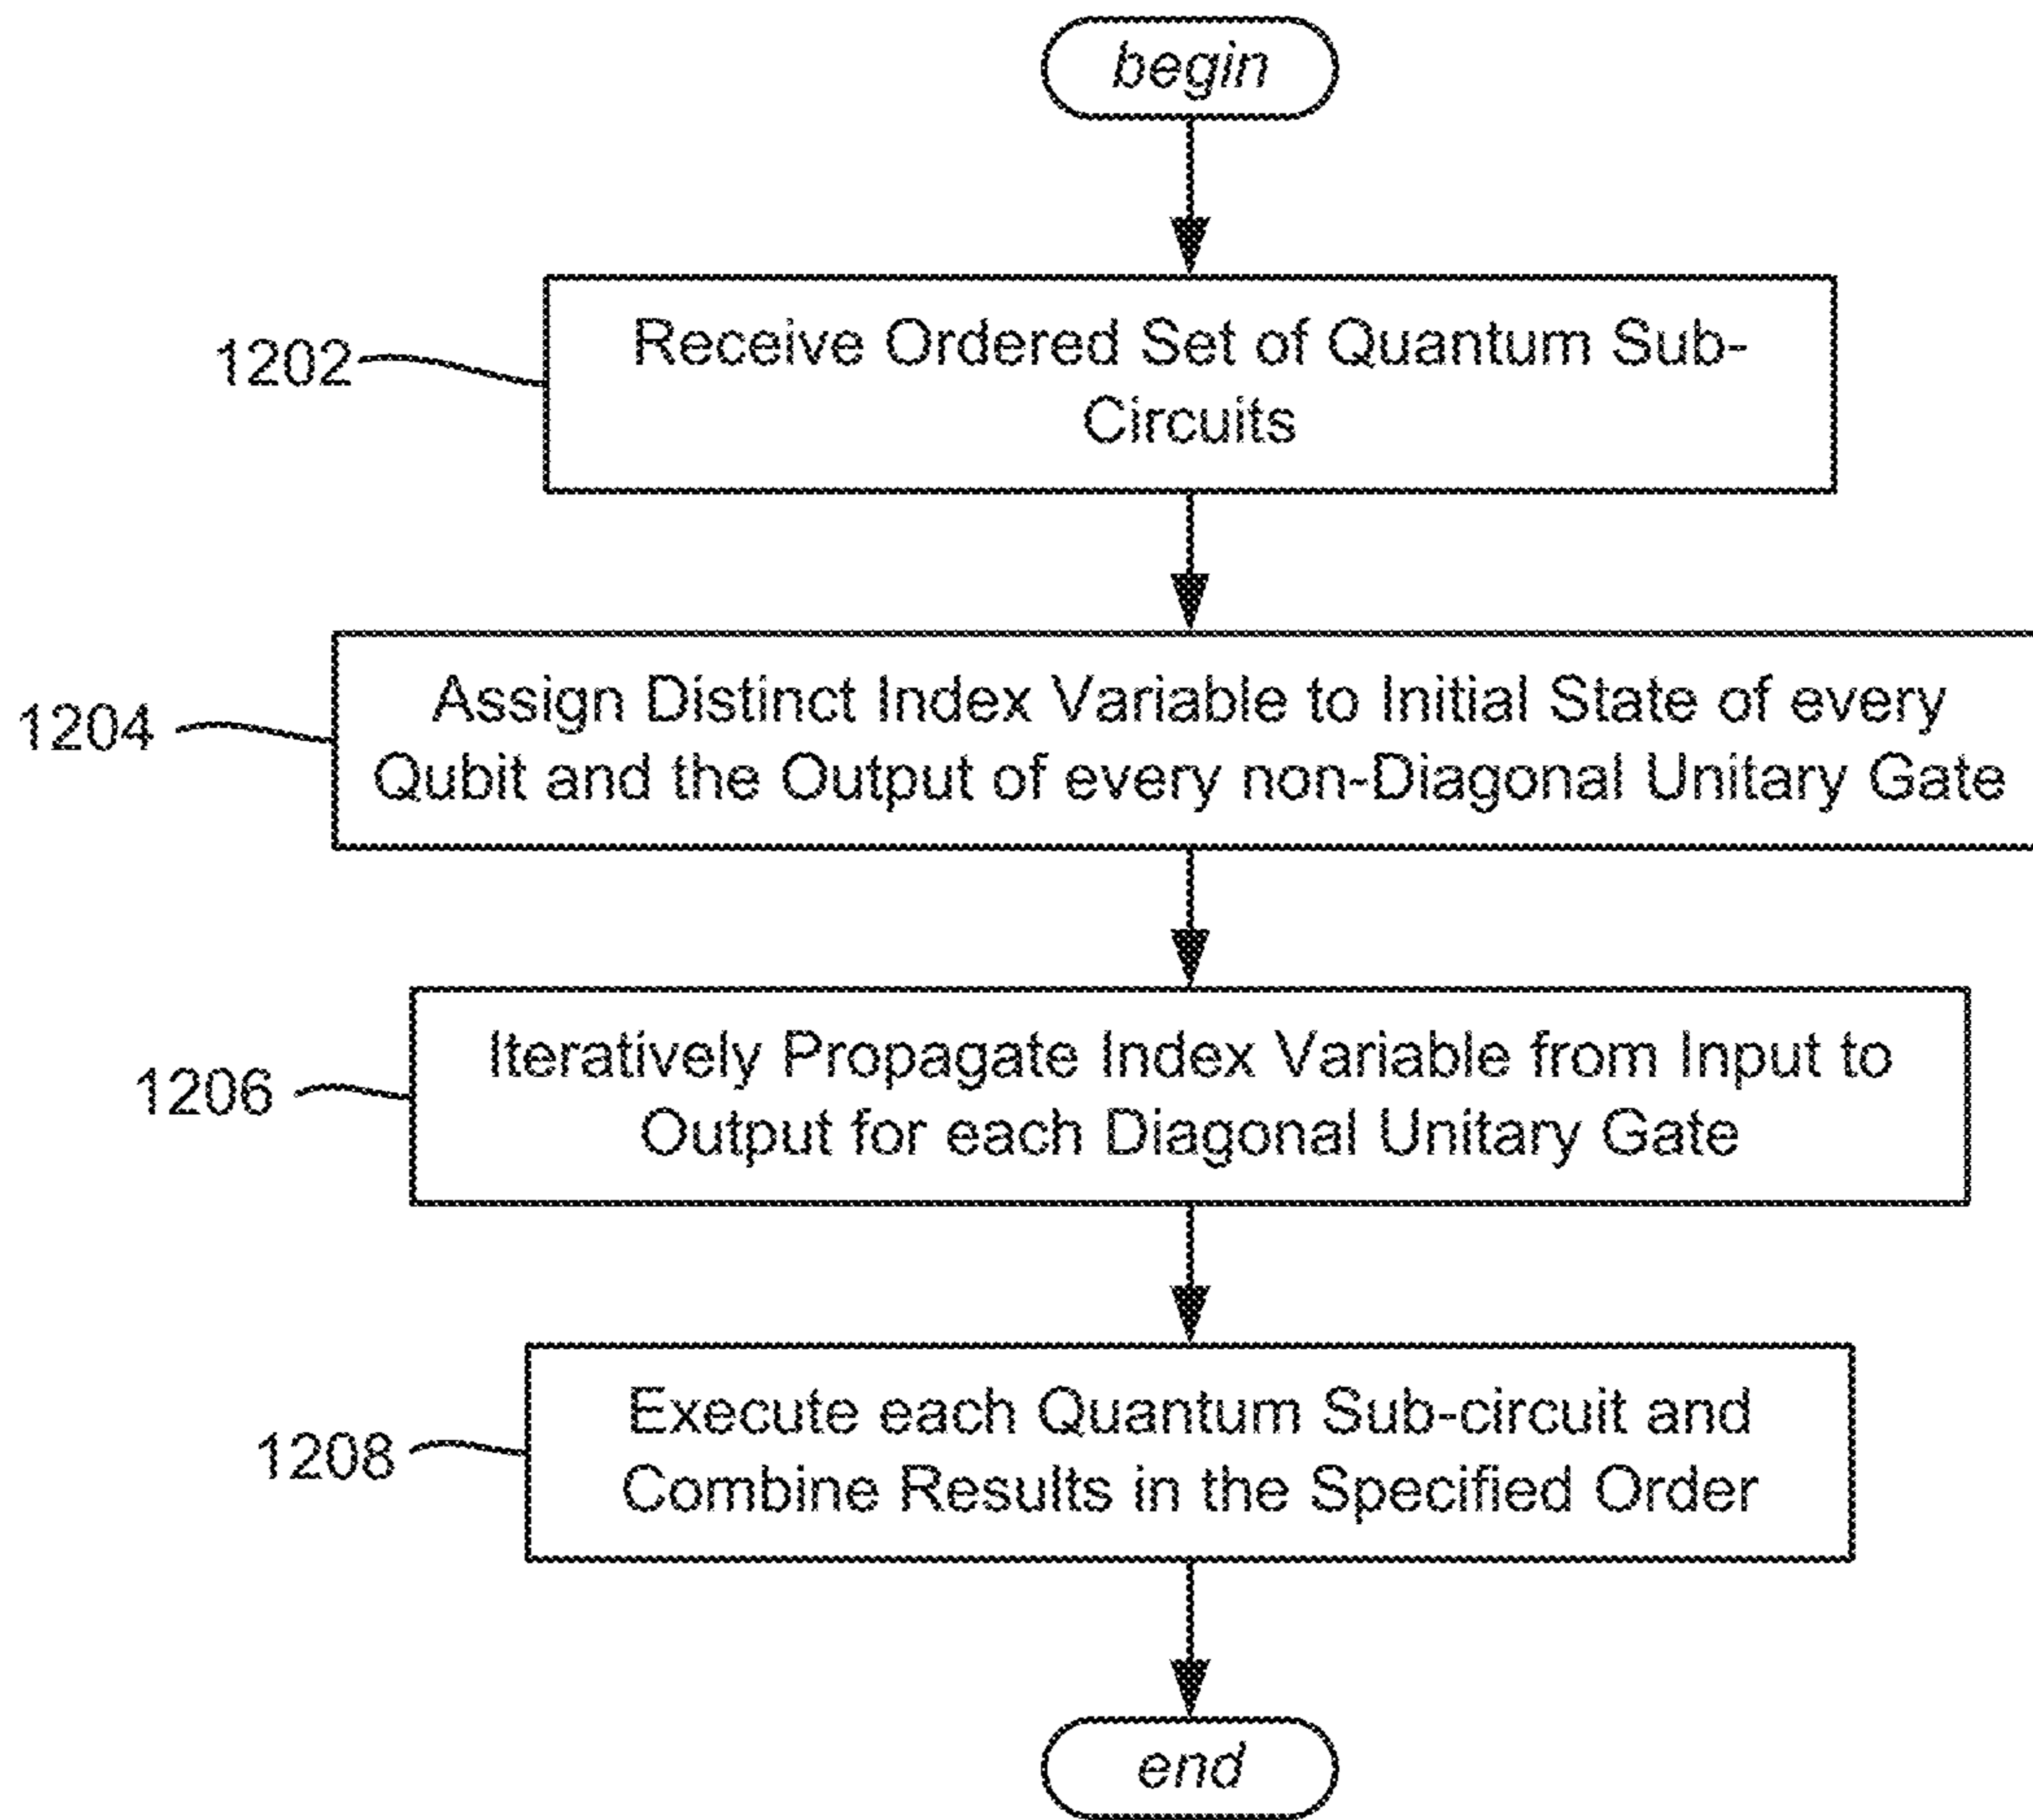 begin
1202
Receive Ordered Set of Quantum Sub-
Circuits
1204
Assign Distinct Index Variable to Initial State of every
Qubit and the Output of every non-Diagonal Unitary Gate
1206
Iteratively Propagate Index Variable from Input to
Output for each Diagonal Unitary Gate
1208
Execute each Quantum Sub-circuit and
Combine Results in the Specified Order
end